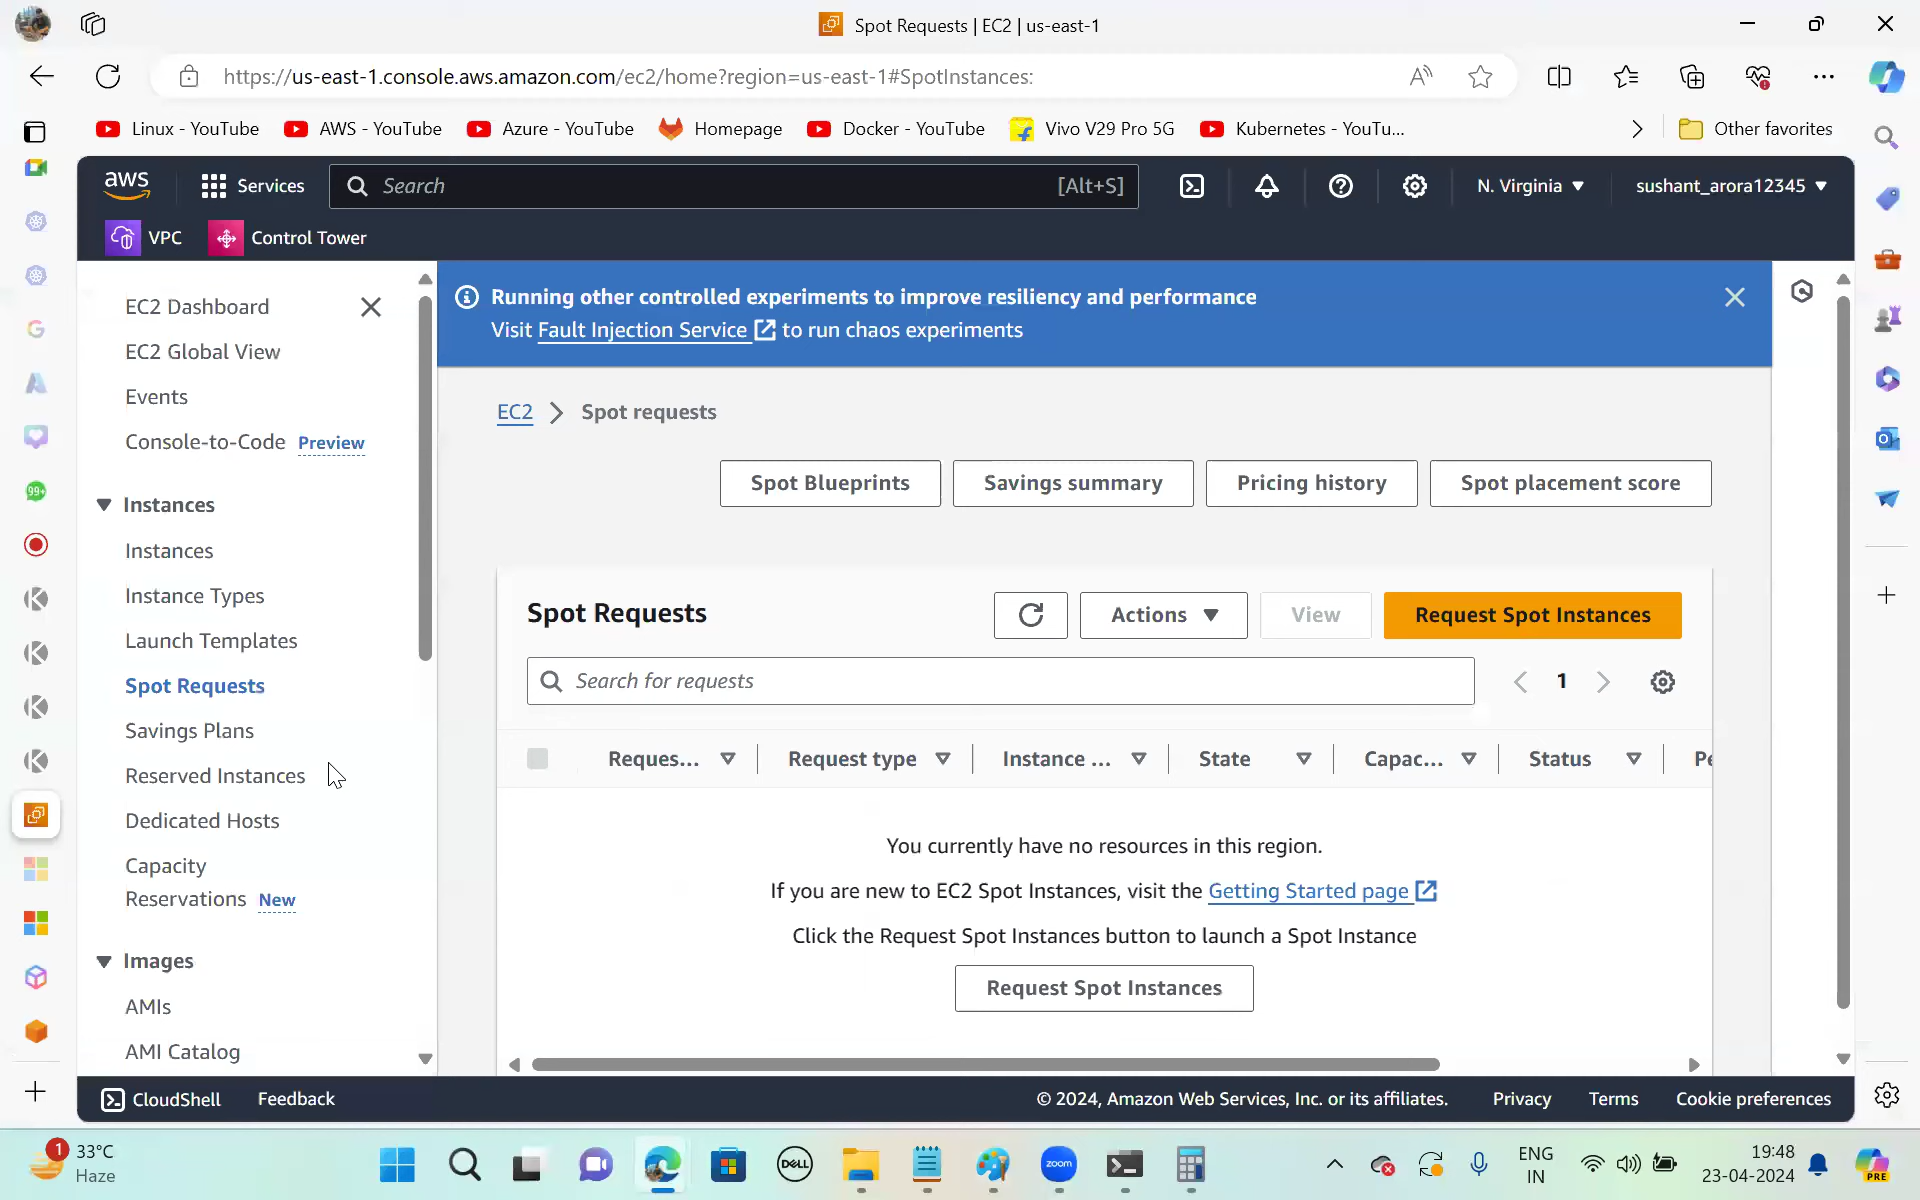 Spot Requests | EC2 | us-east-1
https://us-east-1.console.aws.amazon.com/ec2/home?region=us-east-1#SpotInstances:
Linux - YouTube
AWS - YouTube
Azure - YouTube
Homepage
Docker - YouTube
Vivo V29 Pro 5G
Kubernetes - YouTu...
Other favorites
aws
Services
Search
[Alt+S]
N. Virginia
sushant_arora12345
VPC
Control Tower
EC2 Dashboard
EC2 Global View
Events
Console-to-Code Preview
Instances
Instances
Instance Types
Launch Templates
Spot Requests
Savings Plans
Reserved Instances
Dedicated Hosts
Capacity
Reservations New
Images
AMIs
AMI Catalog
Running other controlled experiments to improve resiliency and performance
Visit Fault Injection Service to run chaos experiments
EC2 > Spot requests
Spot Blueprints
Savings summary
Pricing history
Spot placement score
Spot Requests
Actions
View
Request Spot Instances
Search for requests
1
Reques...
Request type
Instance ...
State
Capac...
Status
You currently have no resources in this region.
If you are new to EC2 Spot Instances, visit the Getting Started page
Click the Request Spot Instances button to launch a Spot Instance
Request Spot Instances
CloudShell
Feedback
© 2024, Amazon Web Services, Inc. or its affiliates.
Privacy
Terms
Cookie preferences
99+
1
33°C
Haze
DELL
zoom
ENG
IN
19:48
23-04-2024
PRE